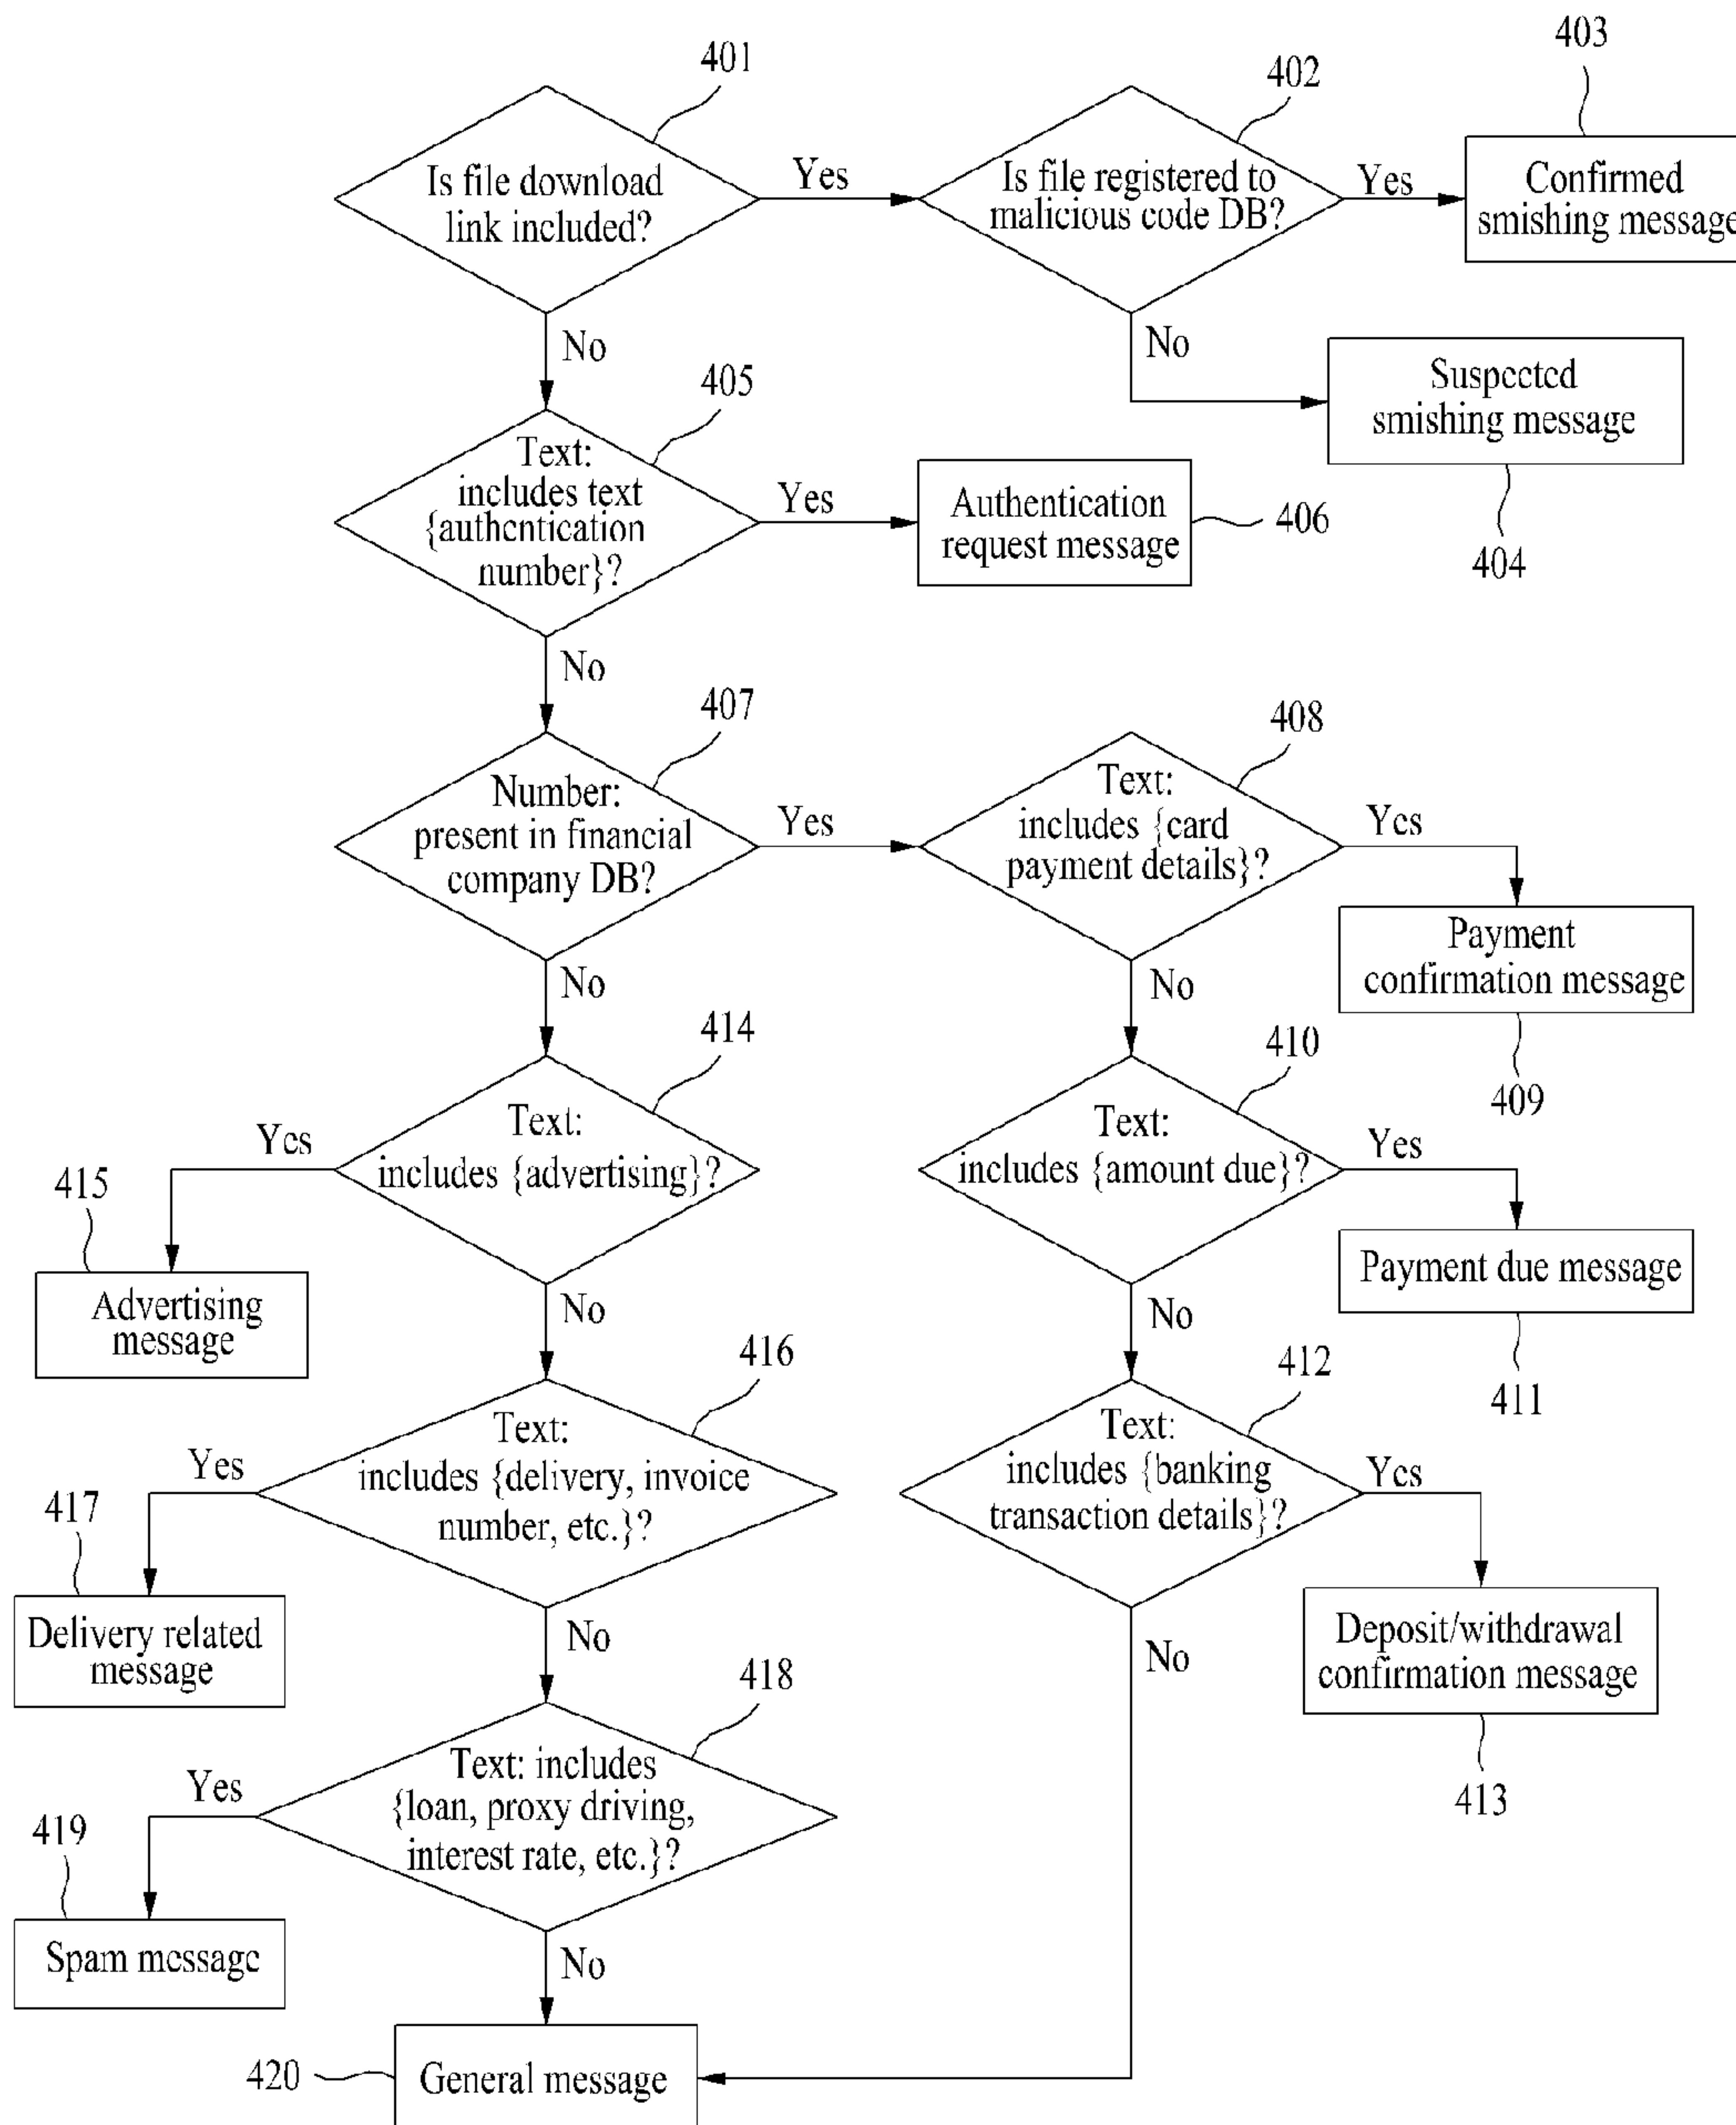 401
402
403
Is file download
link included?
Yes
Is file registered to
malicious code DB?
Yes
Confirmed
smishing message
No
No
Suspected
smishing message
404
405
Text:
includes text
{authentication
number}?
Yes
Authentication
request message
406
No
407
Number:
present in financial
company DB?
Yes
408
Text:
includes {card
payment details}?
Yes
Payment
confirmation message
409
No
No
414
Text:
includes {advertising}?
Yes
415
Advertising
message
410
Text:
includes {amount due}?
Yes
Payment due message
411
No
No
416
Text:
includes {delivery, invoice
number, etc.}?
Yes
417
Delivery related
message
412
Text:
includes {banking
transaction details}?
Yes
Deposit/withdrawal
confirmation message
413
No
No
418
Text: includes
{loan, proxy driving,
interest rate, etc.}?
Yes
419
Spam message
No
420
General message